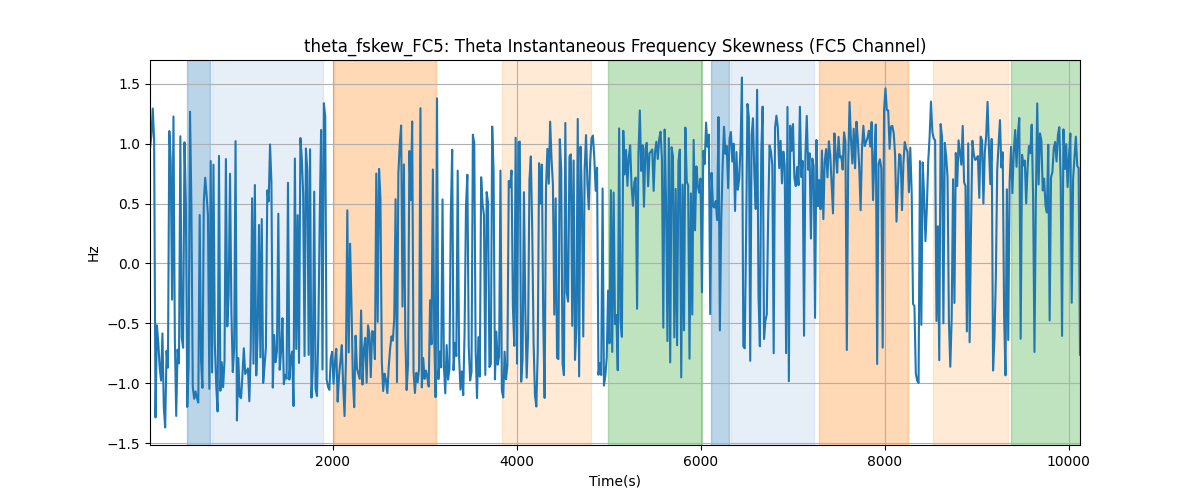 theta_fskew_FC5: Theta Instantaneous Frequency Skewness (FC5 Channel)
1.5
1.0
0.5
0.0
−0.5
−1.0
−1.5
Hz
2000 4000 6000 8000 10000
Time(s)